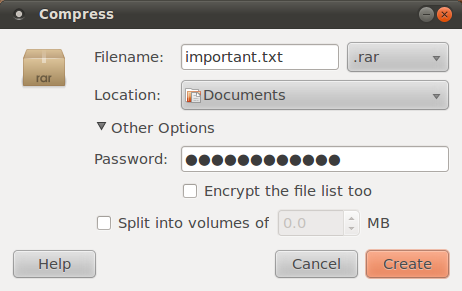 Compress
rar
Filename: important.txt .rar
Location: Documents
Other Options
Password: ●●●●●●●●●●●●
Encrypt the file list too
Split into volumes of 0.0 MB
Help Cancel Create